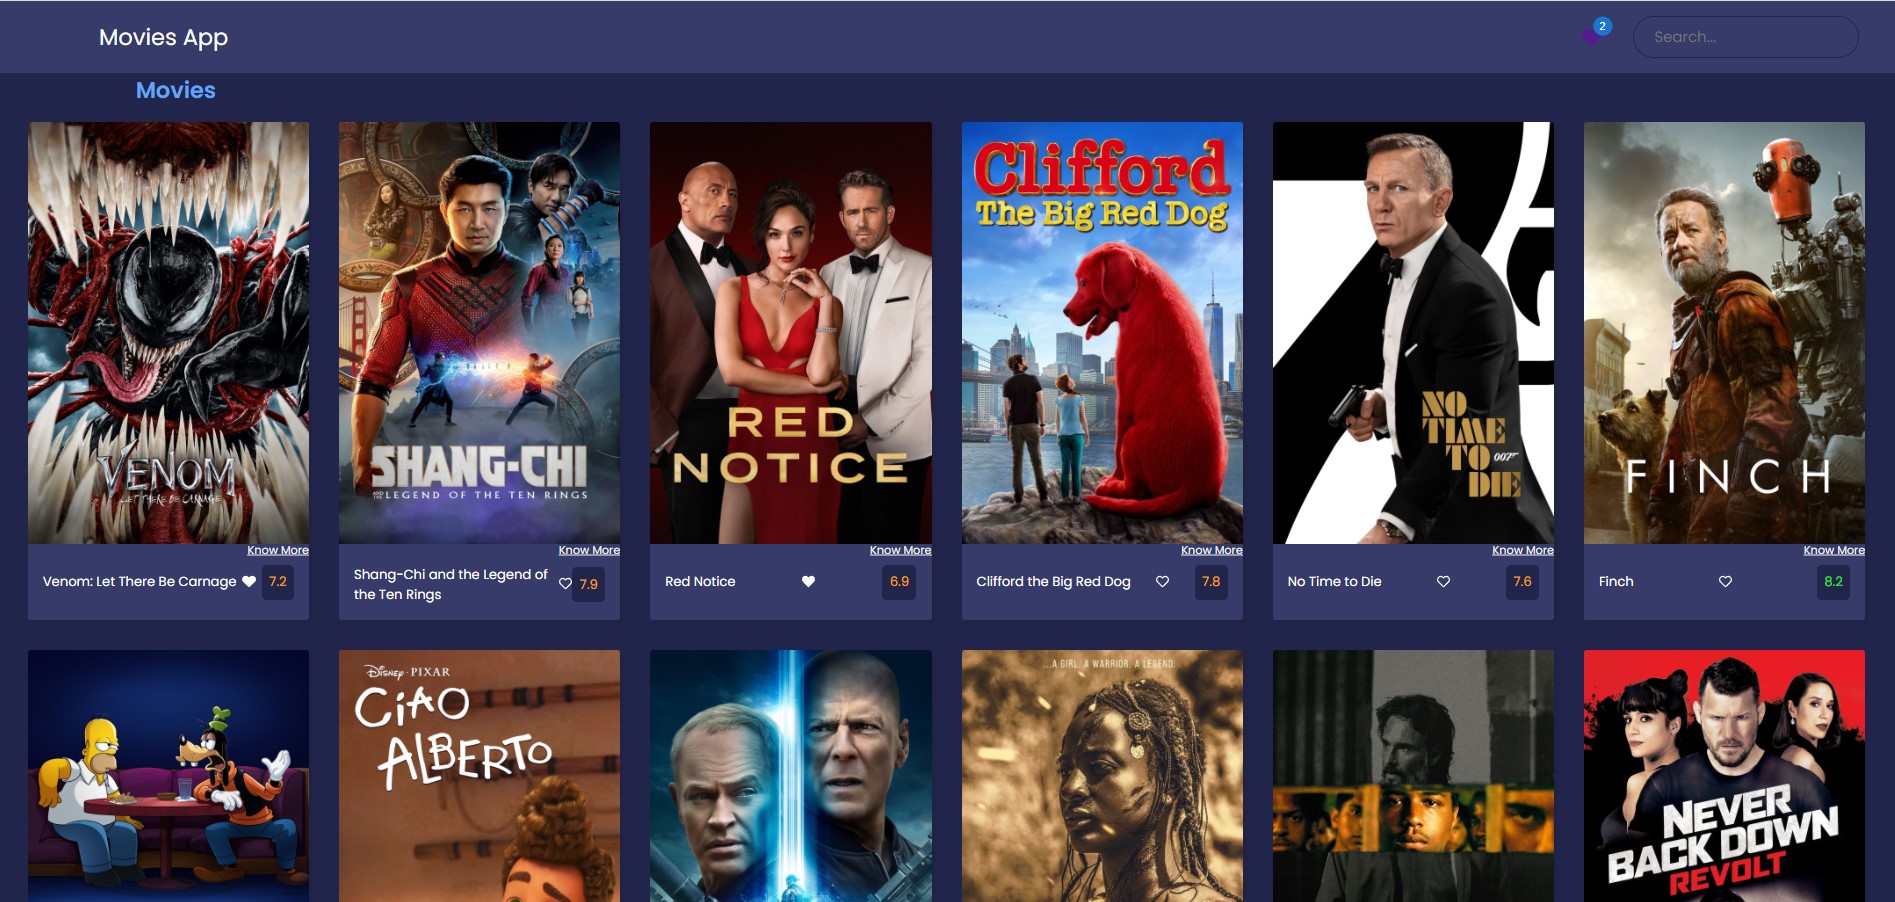 Movies App
2
Search...
Movies
VENOM
LET THERE BE CARNAGE
Know More
Venom: Let There Be Carnage
7.2
SHANG-CHI
AND THE LEGEND OF THE TEN RINGS
Know More
Shang-Chi and the Legend of
the Ten Rings
7.9
RED
NOTICE
Know More
Red Notice
6.9
Clifford
The Big Red Dog
Know More
Clifford the Big Red Dog
7.8
NO
TIME
TO 007
DIE
Know More
No Time to Die
7.6
FINCH
Know More
Finch
8.2
Disney · PIXAR
CIAO
ALBERTO
...A GIRL. A WARRIOR. A LEGEND.
NEVER
BACK DOWN
REVOLT